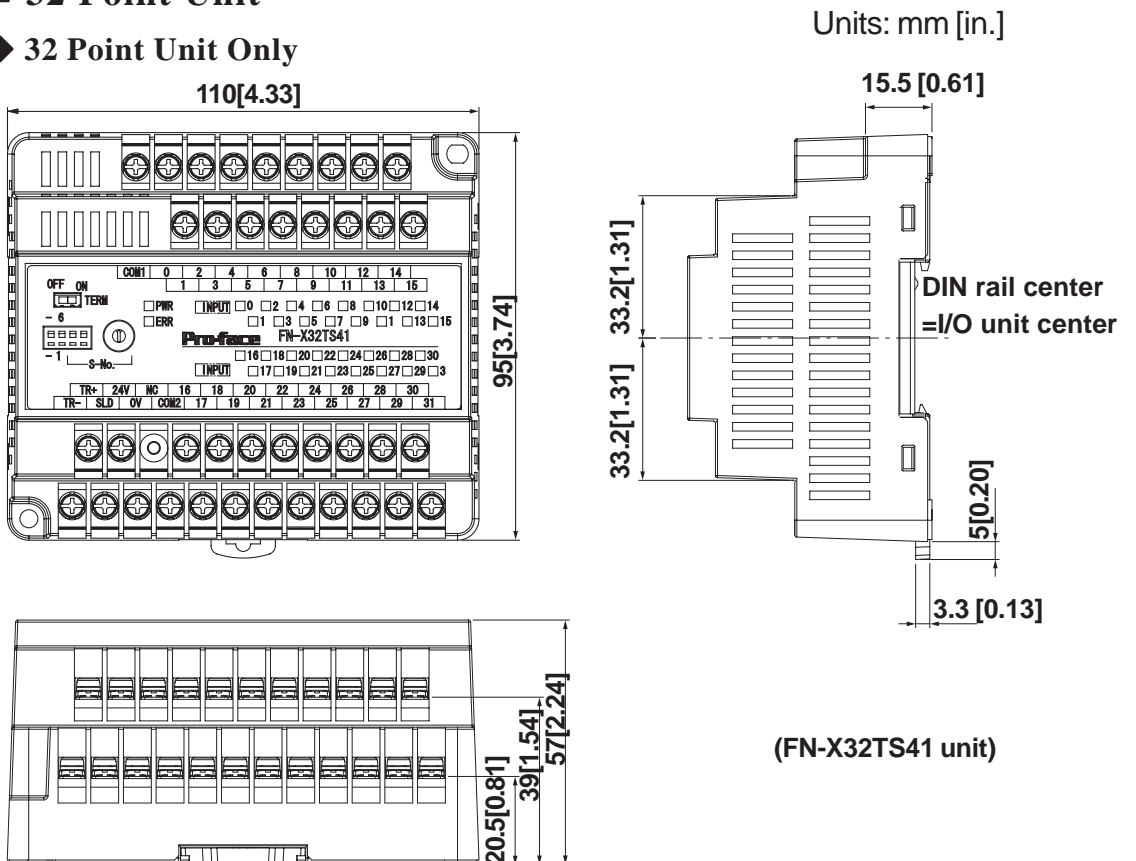 32 Point Unit
Units: mm [in.]
◆ 32 Point Unit Only
110[4.33]
15.5 [0.61]
COM1 0 2 4 6 8 10 12 14
1 3 5 7 9 11 13 15
OFF ON
TERM
PWR INPUT 0 2 4 6 8 10 12 14
ERR 1 3 5 7 9 1 13 15
- 6
- 1
S-No.
Pro-face FN-X32TS41
16 18 20 22 24 26 28 30
INPUT 17 19 21 23 25 27 29 3
TR+ 24V NC 16 18 20 22 24 26 28 30
TR- SLD 0V COM2 17 19 21 23 25 27 29 31
95[3.74]
33.2[1.31]
33.2[1.31]
DIN rail center
=I/O unit center
5[0.20]
3.3 [0.13]
20.5[0.81]
39[1.54]
57[2.24]
(FN-X32TS41 unit)